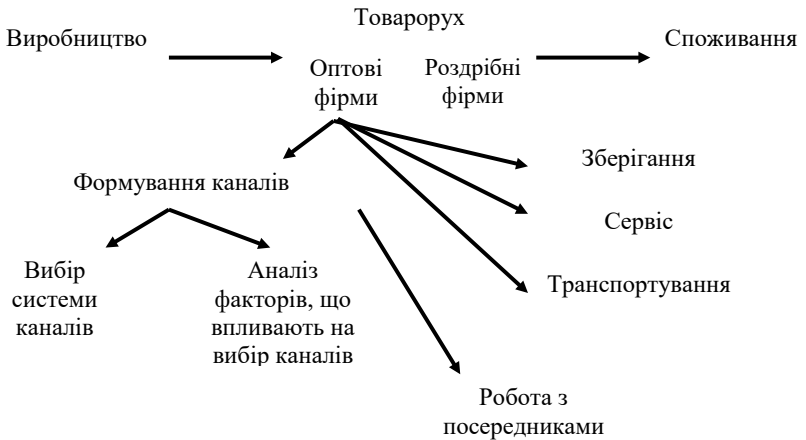 Товарорух
Виробництво
Споживання
Оптові
фірми
Роздрібні
фірми
Зберігання
Формування каналів
Сервіс
Вибір
системи
каналів
Аналіз
факторів, що
впливають на
вибір каналів
Транспортування
Робота з
посередниками